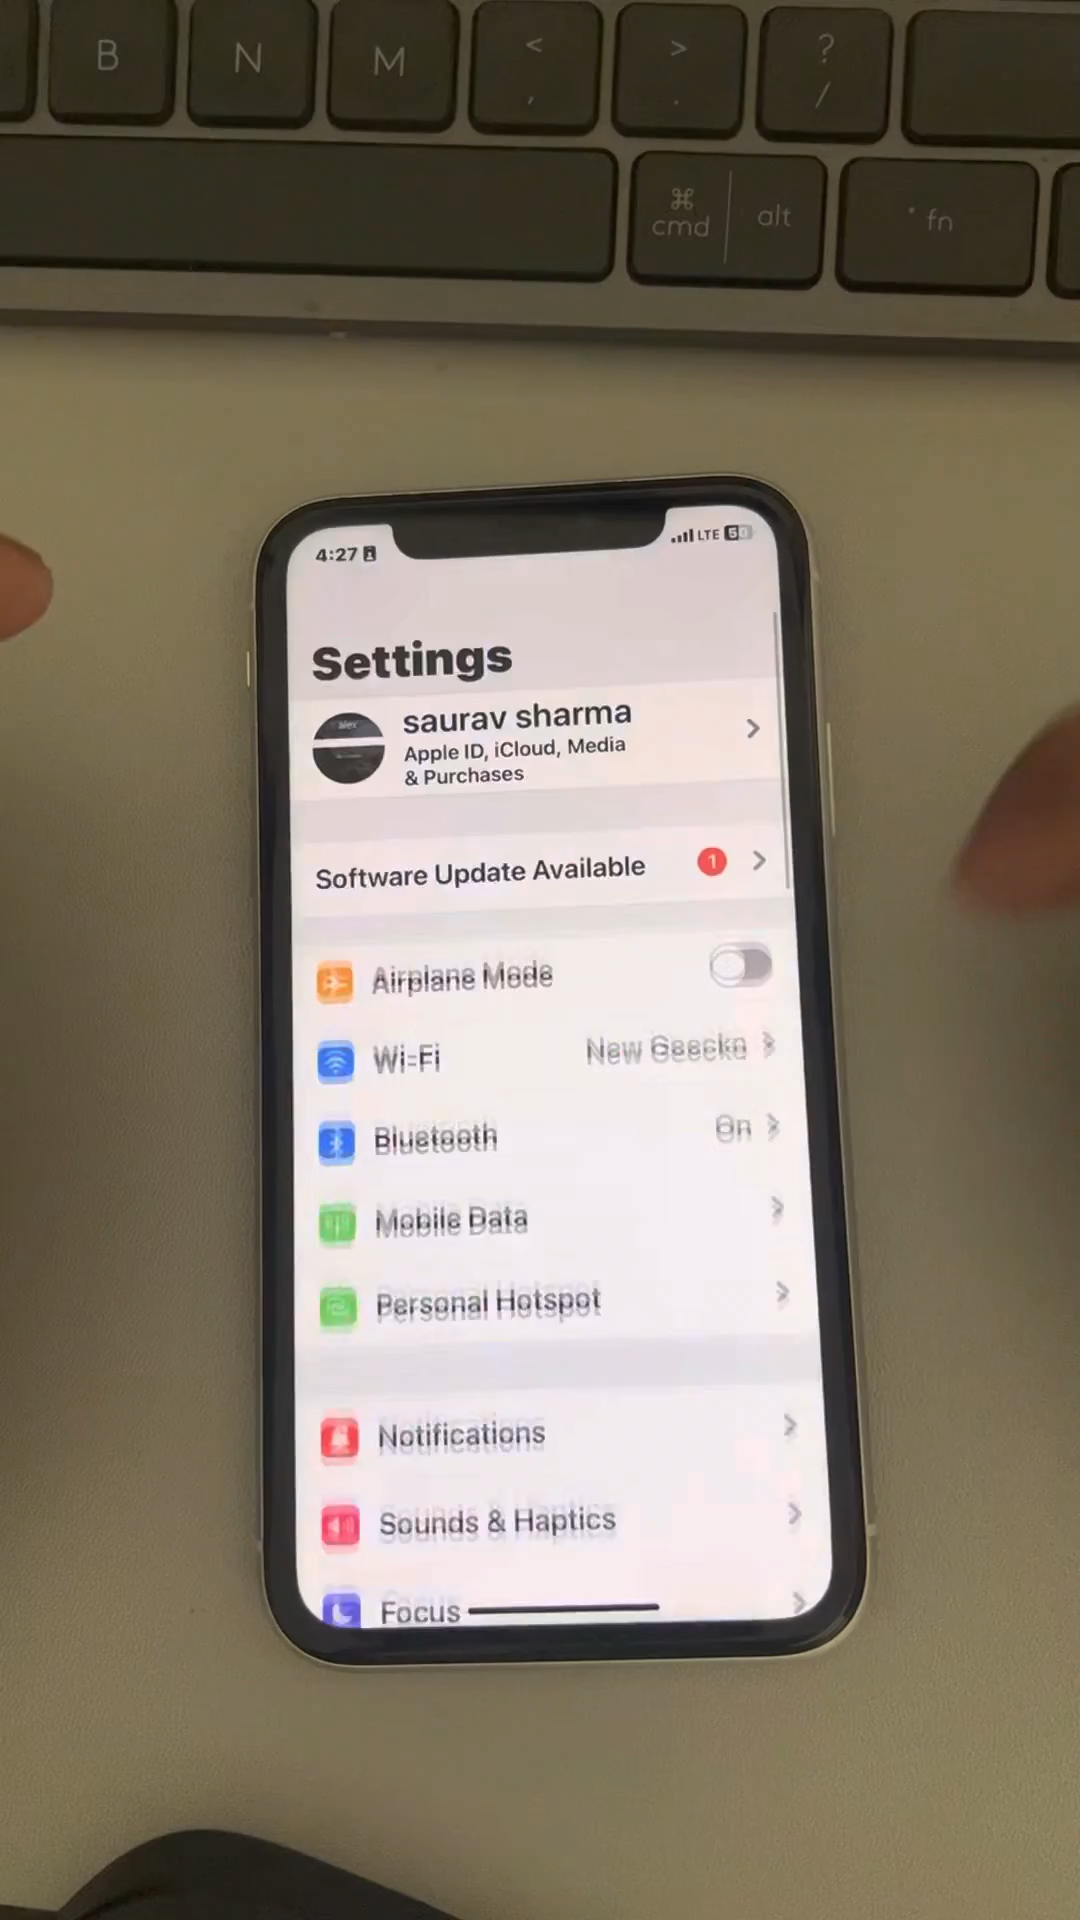 B N M < , > . ? /
⌘ cmd alt fn
4:27 LTE
Settings
saurav sharma
Apple ID, iCloud, Media
& Purchases
Software Update Available 1
Airplane Mode
Wi-Fi New
Bluetooth On
Mobile Data
Personal Hotspot
Notifications
Sounds & Haptics
Focus